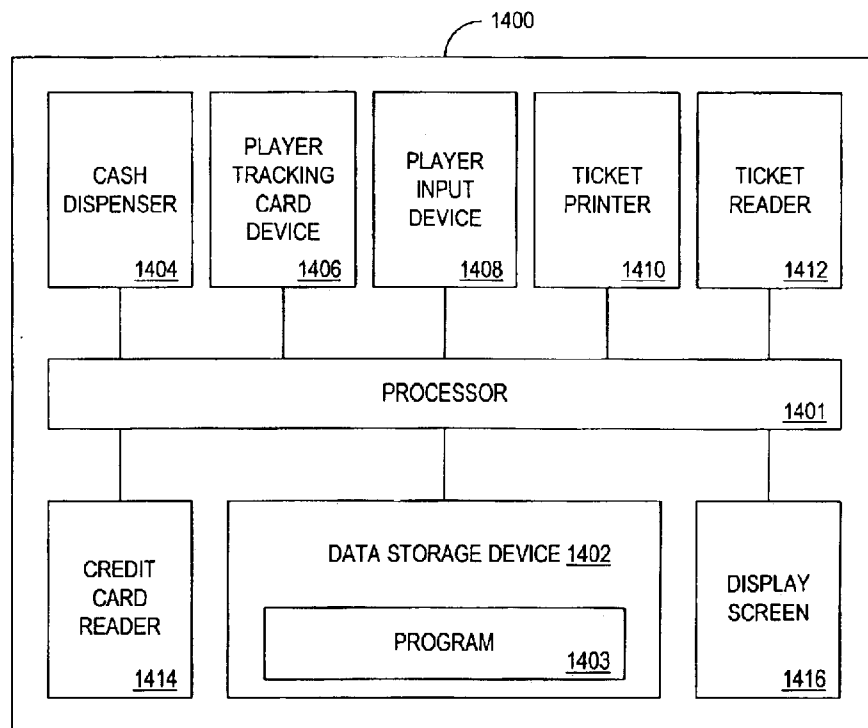 1400
CASH
DISPENSER
1404
PLAYER
TRACKING
CARD
DEVICE
1406
PLAYER
INPUT
DEVICE
1408
TICKET
PRINTER
1410
TICKET
READER
1412
PROCESSOR
1401
CREDIT
CARD
READER
1414
DATA STORAGE DEVICE 1402
PROGRAM
1403
DISPLAY
SCREEN
1416